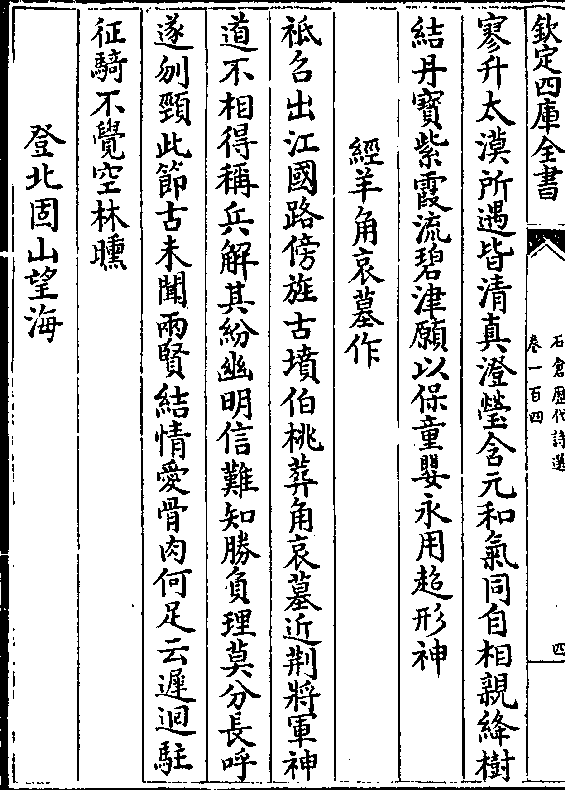 欽定四庫全書
石倉歷代詩選
卷一百四
四
寥升太漠所遇皆清真澄瑩含元和氣同自相親絳樹
結丹寶紫霞流碧津願以保童嬰永用超形神
經羊角哀墓作
祗召出江國路傍旌古墳伯桃葬角哀墓近荆將軍神
道不相得稱兵解其紛幽明信難知勝負理莫分長呼
遂刎頸此節古未聞兩賢結情愛骨肉何足云遲迴駐
征騎不覺空林曛
登北固山望海